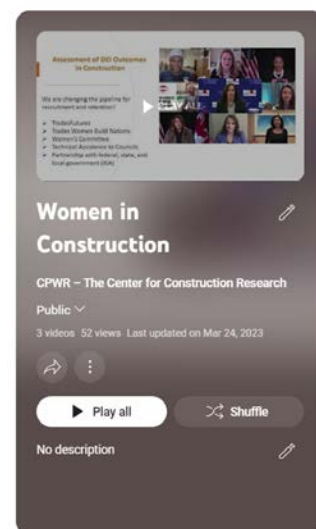 Assessment of DEI Outcomes
in Construction
We are changing the pipeline for
recruitment and retention!
TradesFutures
Trades Women Build Nations
Women's Committee
Technical Assistance to Councils
Partnership with federal, state, and
local government (JBA)
Women in
Construction
CPWR – The Center for Construction Research
Public
3 videos 52 views Last updated on Mar 24, 2023
Play all
Shuffle
No description